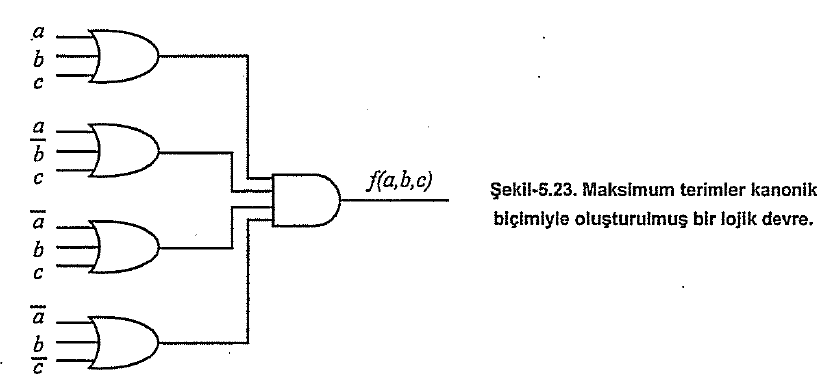 a
b
c
a
b̅
c
f(a,b,c)
Şekil-5.23. Maksimum terimler kanonik
biçimiyle oluşturulmuş bir lojik devre.
a̅
b
c
a̅
b
c̅